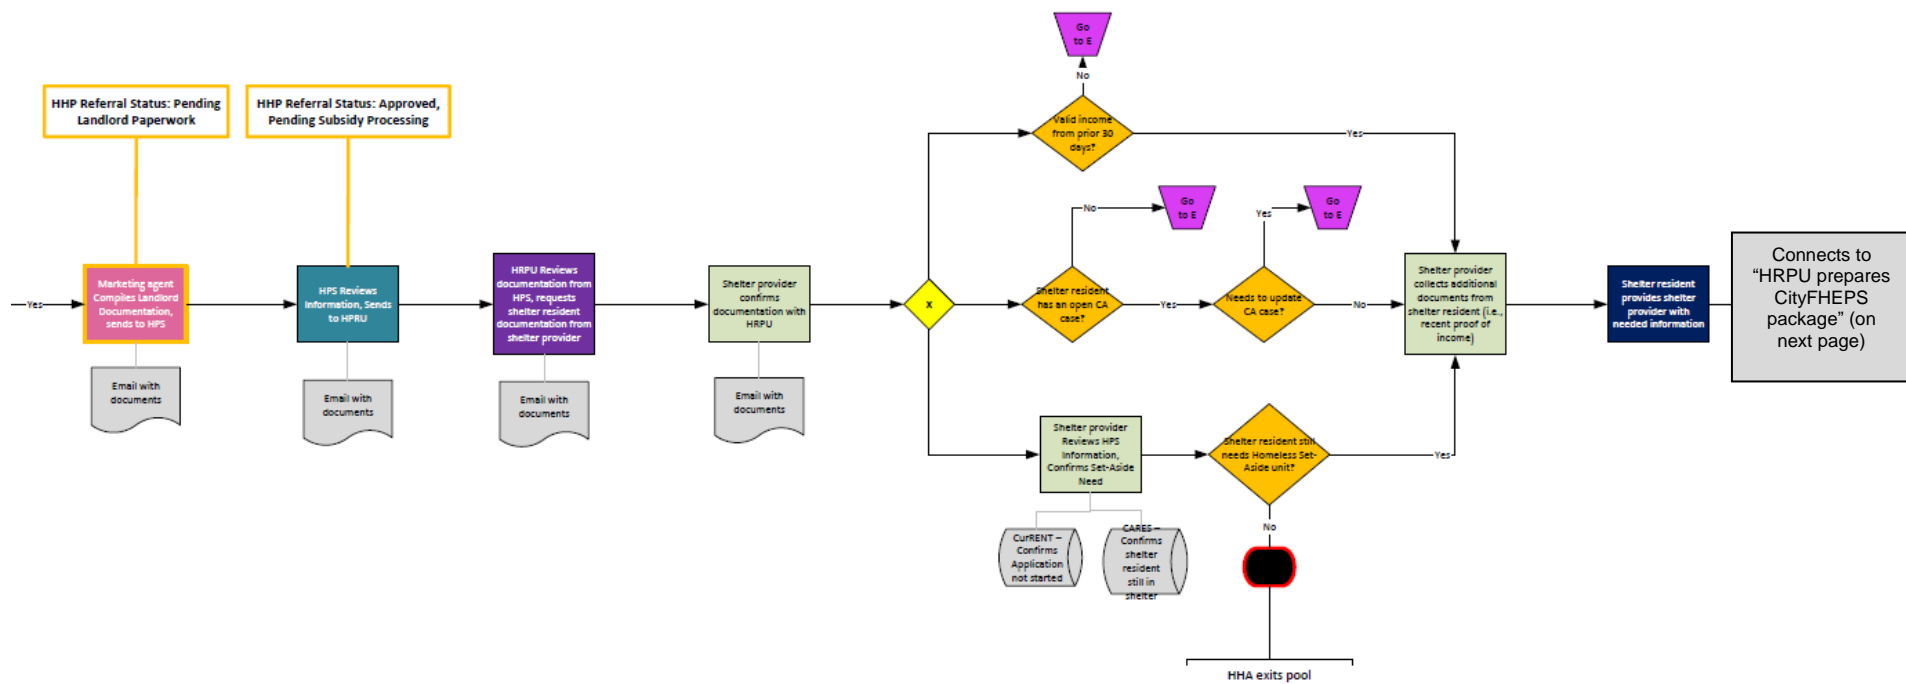 Go
to E
No
HHP Referral Status: Pending
Landlord Paperwork
HHP Referral Status: Approved,
Pending Subsidy Processing
Valid income
from prior 30
days?
Yes
Go
to E
No
Go
to E
Yes
Yes
Marketing agent
Compiles Landlord
Documentation,
sends to HPS
HPS Reviews
Information, Sends
to HPRU
HRPU Reviews
documentation from
HPS, requests
shelter resident
documentation from
shelter provider
Shelter provider
confirms
documentation with
HRPU
X
Shelter resident
has an open CA
case?
Yes
Needs to update
CA case?
No
Shelter provider
collects additional
documents from
shelter resident (i.e.,
recent proof of
income)
Shelter resident
provides shelter
provider with
needed information
Connects to
“HRPU prepares
CityFHEPS
package” (on
next page)
Email with
documents
Email with
documents
Email with
documents
Email with
documents
Shelter provider
Reviews HPS
Information,
Confirms Set-Aside
Need
Shelter resident still
needs Homeless Set-
Aside unit?
Yes
No
CurRENT –
Confirms
Application
not started
CARES –
Confirms
shelter
resident
still in
shelter
HHA exits pool